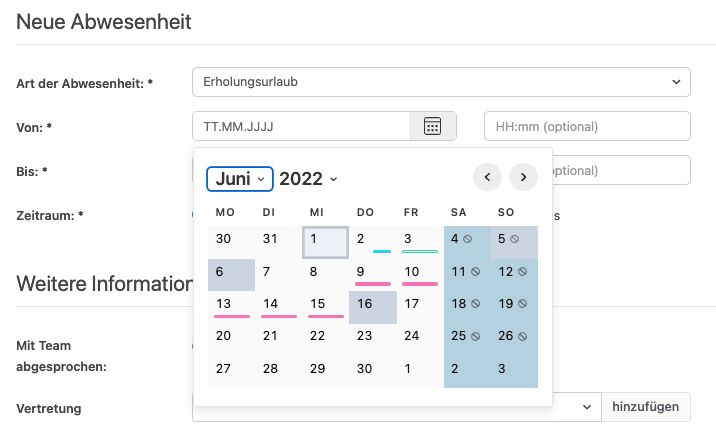 Neue Abwesenheit
Art der Abwesenheit: * Erholungsurlaub
Von: * TT.MM.JJJJ HH:mm (optional)
Bis: * optional)
Juni 2022
Zeitraum: * s
MO DI MI DO FR SA SO
30 31 1 2 3 4 5
6 7 8 9 10 11 12
Weitere Information
13 14 15 16 17 18 19
20 21 22 23 24 25 26
Mit Team
abgesprochen:
27 28 29 30 1 2 3
Vertretung hinzufügen